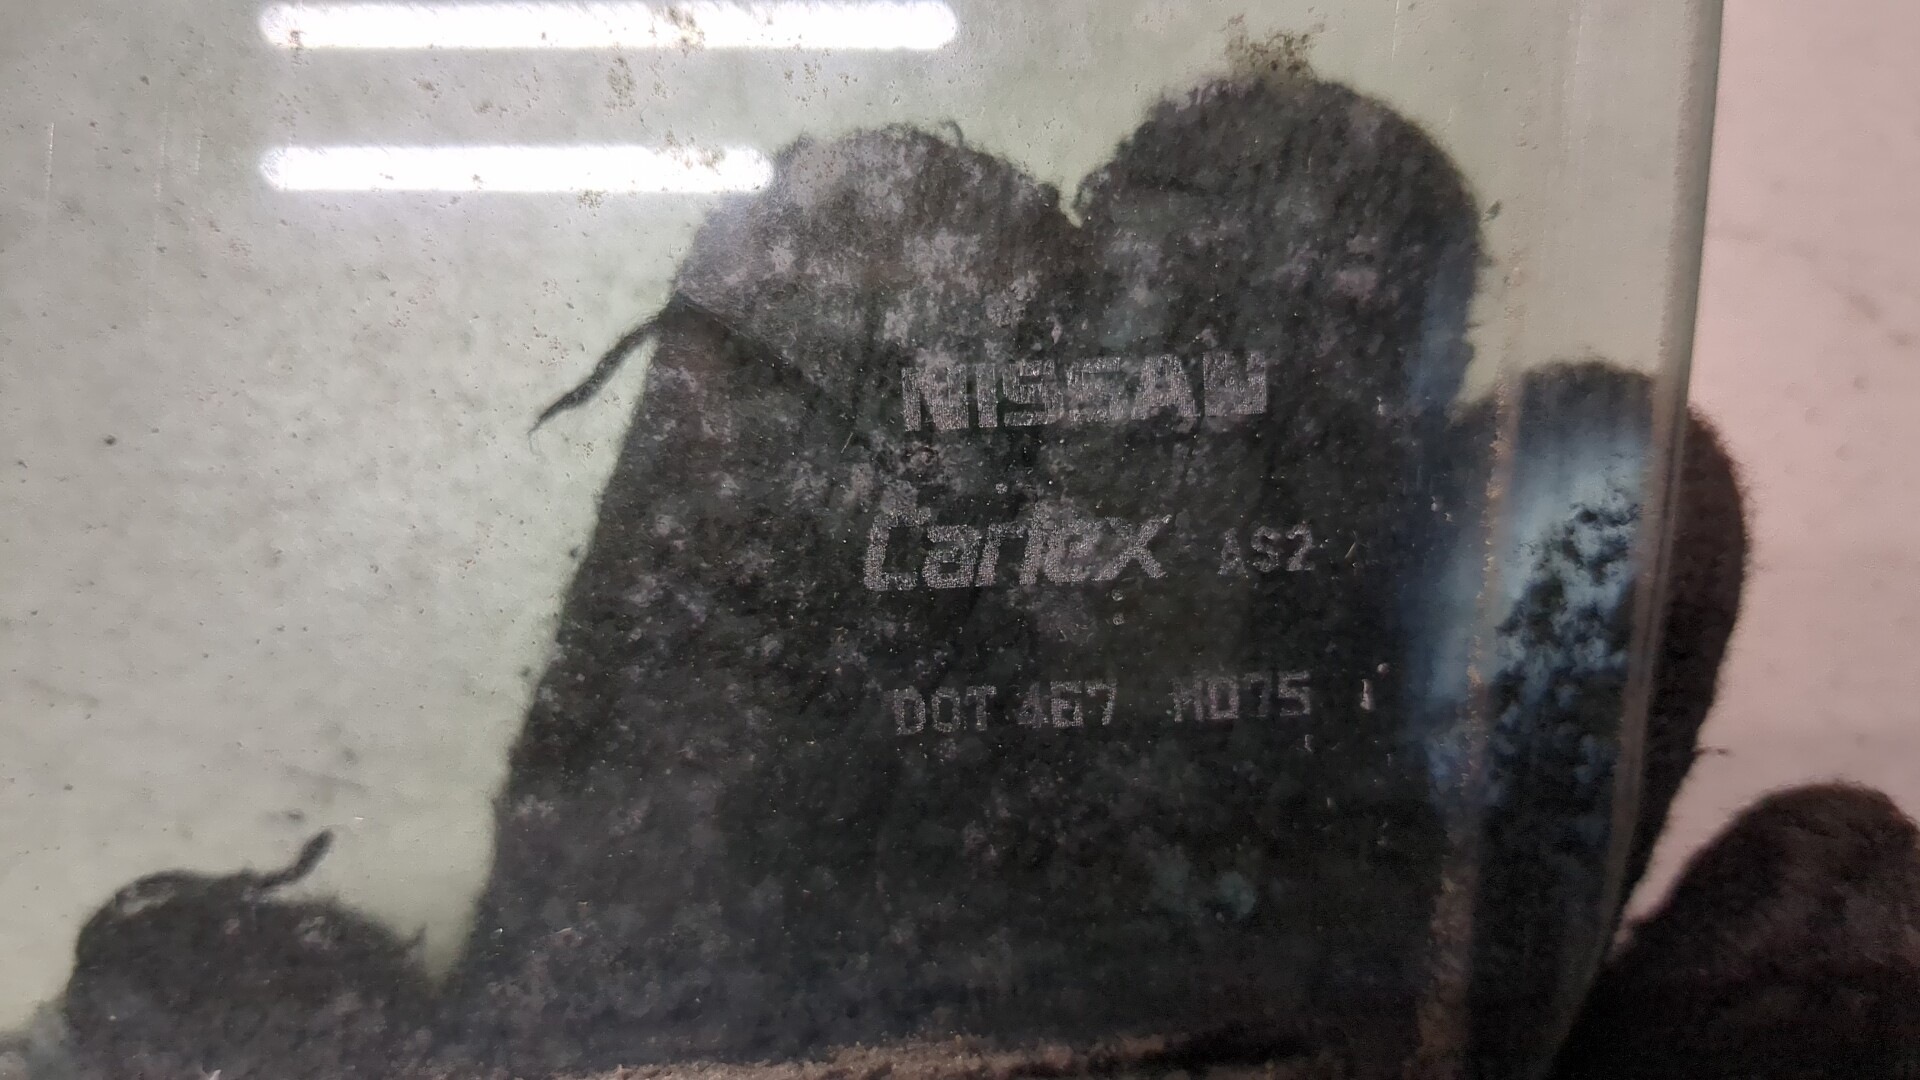 NISSAN
Carlex AS2
DOT 467 M075